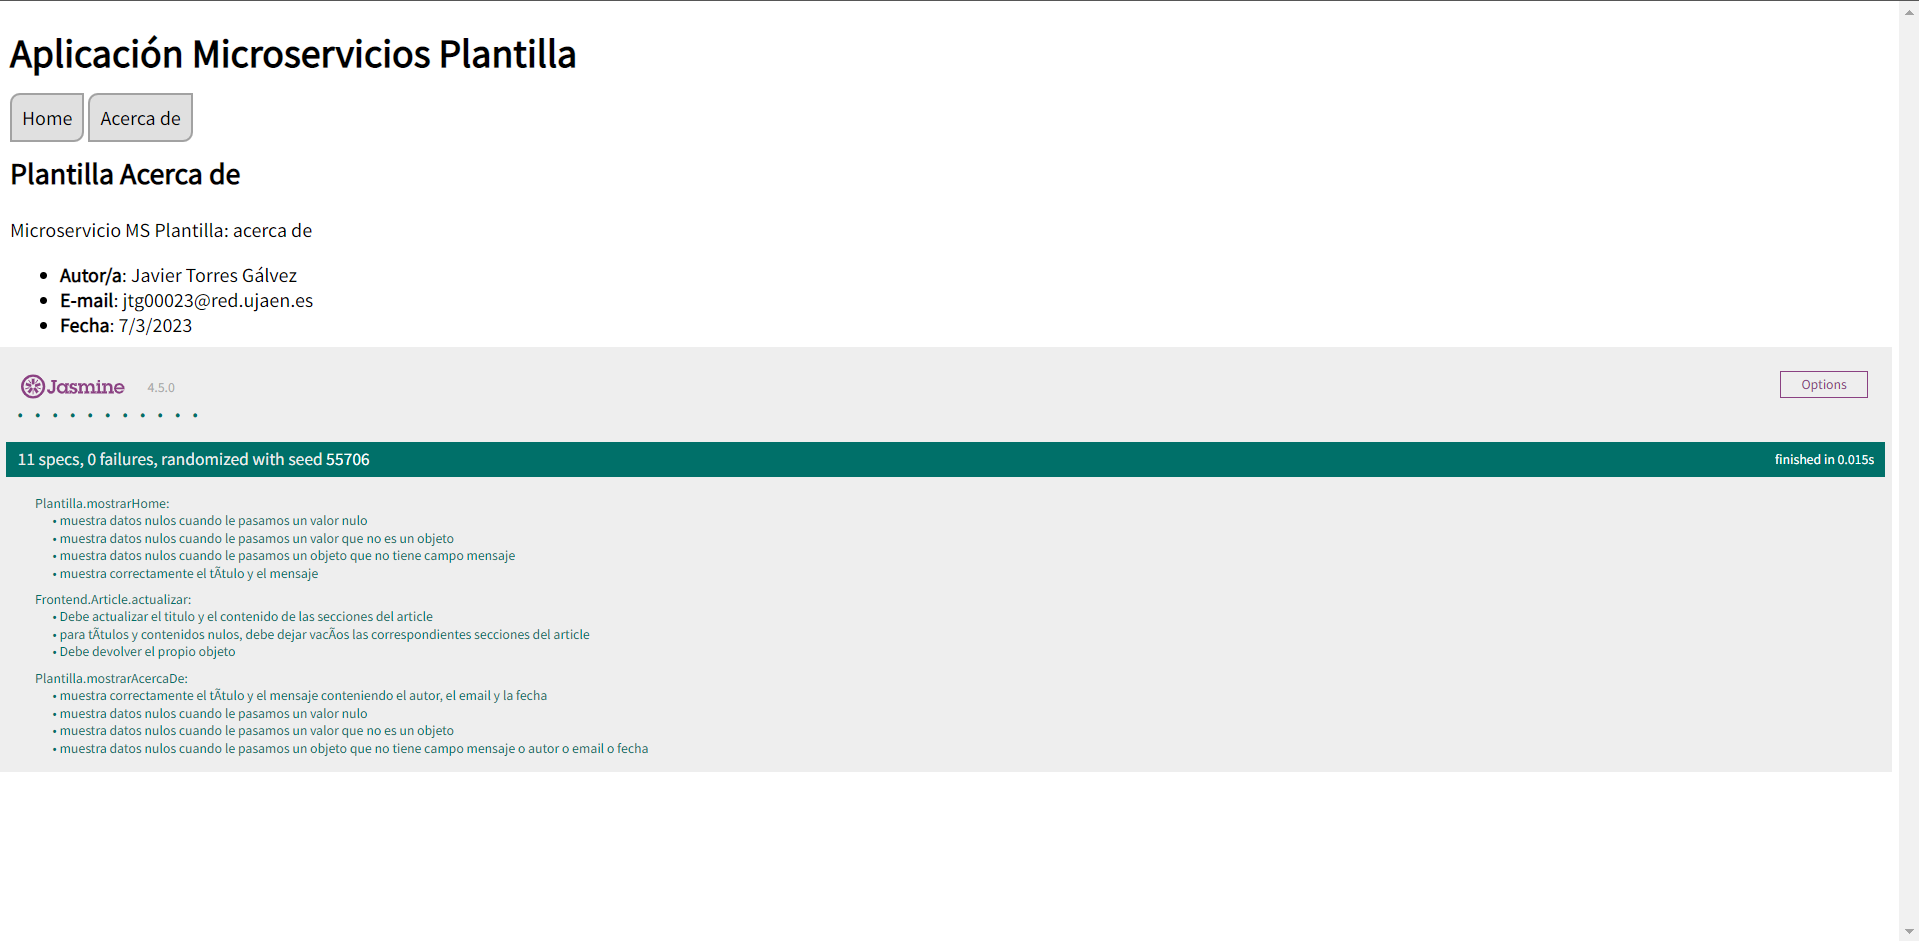 Aplicación Microservicios Plantilla
Home Acerca de
Plantilla Acerca de
Microservicio MS Plantilla: acerca de
• Autor/a: Javier Torres Gálvez
• E-mail: jtg00023@red.ujaen.es
• Fecha: 7/3/2023
Jasmine 4.5.0 Options
11 specs, 0 failures, randomized with seed 55706 finished in 0.015s
Plantilla.mostrarHome:
• muestra datos nulos cuando le pasamos un valor nulo
• muestra datos nulos cuando le pasamos un valor que no es un objeto
• muestra datos nulos cuando le pasamos un objeto que no tiene campo mensaje
• muestra correctamente el tÃtulo y el mensaje
Frontend.Article.actualizar:
• Debe actualizar el titulo y el contenido de las secciones del article
• para tÃtulos y contenidos nulos, debe dejar vacÃos las correspondientes secciones del article
• Debe devolver el propio objeto
Plantilla.mostrarAcercaDe:
• muestra correctamente el tÃtulo y el mensaje conteniendo el autor, el email y la fecha
• muestra datos nulos cuando le pasamos un valor nulo
• muestra datos nulos cuando le pasamos un valor que no es un objeto
• muestra datos nulos cuando le pasamos un objeto que no tiene campo mensaje o autor o email o fecha